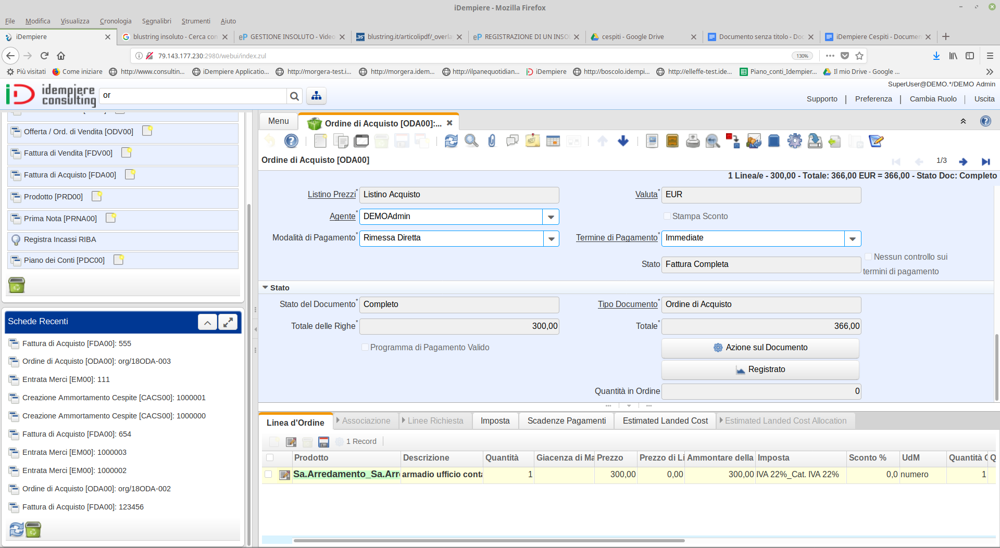 iDempiere - Mozilla Firefox
File Modifica Visualizza Cronologia Segnalibri Strumenti Aiuto
iDempiere
blustring insoluto - Cerca con
GESTIONE INSOLUTO - Video
blustring.it/articolipdf/_overla
REGISTRAZIONE DI UN INSO
cespiti - Google Drive
Documento senza titolo - Doc
iDempiere Cespiti - Documen
79.143.177.230:2980/webui/index.zul
130%
Più visitati
Come iniziare
http://www.consultin...
iDempiere Applicatio...
http://morgera-test.i...
http://morgera.idem...
http://ilpanequotidian...
iDempiere
http://boscolo.idempi...
http://elleffe-test.ide...
Piano_conti_Idempier...
Il mio Drive - Google ...
SuperUser@DEMO.*/DEMO Admin
idempiere
consulting
or
Supporto | Preferenza | Cambia Ruolo | Uscita
Offerta / Ord. di Vendita [ODV00]
Fattura di Vendita [FDV00]
Fattura di Acquisto [FDA00]
Prodotto [PRD00]
Prima Nota [PRNA00]
Registra Incassi RIBA
Piano dei Conti [PDC00]
Schede Recenti
Fattura di Acquisto [FDA00]: 555
Ordine di Acquisto [ODA00]: org/18ODA-003
Entrata Merci [EM00]: 111
Creazione Ammortamento Cespite [CACS00]: 1000001
Creazione Ammortamento Cespite [CACS00]: 1000000
Fattura di Acquisto [FDA00]: 654
Entrata Merci [EM00]: 1000003
Entrata Merci [EM00]: 1000002
Ordine di Acquisto [ODA00]: org/18ODA-002
Fattura di Acquisto [FDA00]: 123456
Menu
Ordine di Acquisto [ODA00]:...
Ordine di Acquisto [ODA00]
1/3
1 Linea/e - 300,00 - Totale: 366,00 EUR = 366,00 - Stato Doc: Completo
Listino Prezzi* Listino Acquisto
Valuta* EUR
Agente* DEMOAdmin
Stampa Sconto
Modalità di Pagamento* Rimessa Diretta
Termine di Pagamento* Immediate
Stato Fattura Completa
Nessun controllo sui
termini di pagamento
Stato
Stato del Documento* Completo
Tipo Documento* Ordine di Acquisto
Totale delle Righe* 300,00
Totale* 366,00
Programma di Pagamento Valido
Azione sul Documento
Registrato
Quantità in Ordine 0
Linea d'Ordine
Associazione
Linee Richiesta
Imposta
Scadenze Pagamenti
Estimated Landed Cost
Estimated Landed Cost Allocation
1 Record
Prodotto Descrizione Quantità Giacenza di Ma Prezzo Prezzo di Li Ammontare della Imposta Sconto % UdM Quantità
Sa.Arredamento_Sa.Arr armadio ufficio conta 1 300,00 0,00 300,00 IVA 22%_Cat. IVA 22% 0,0 numero 1